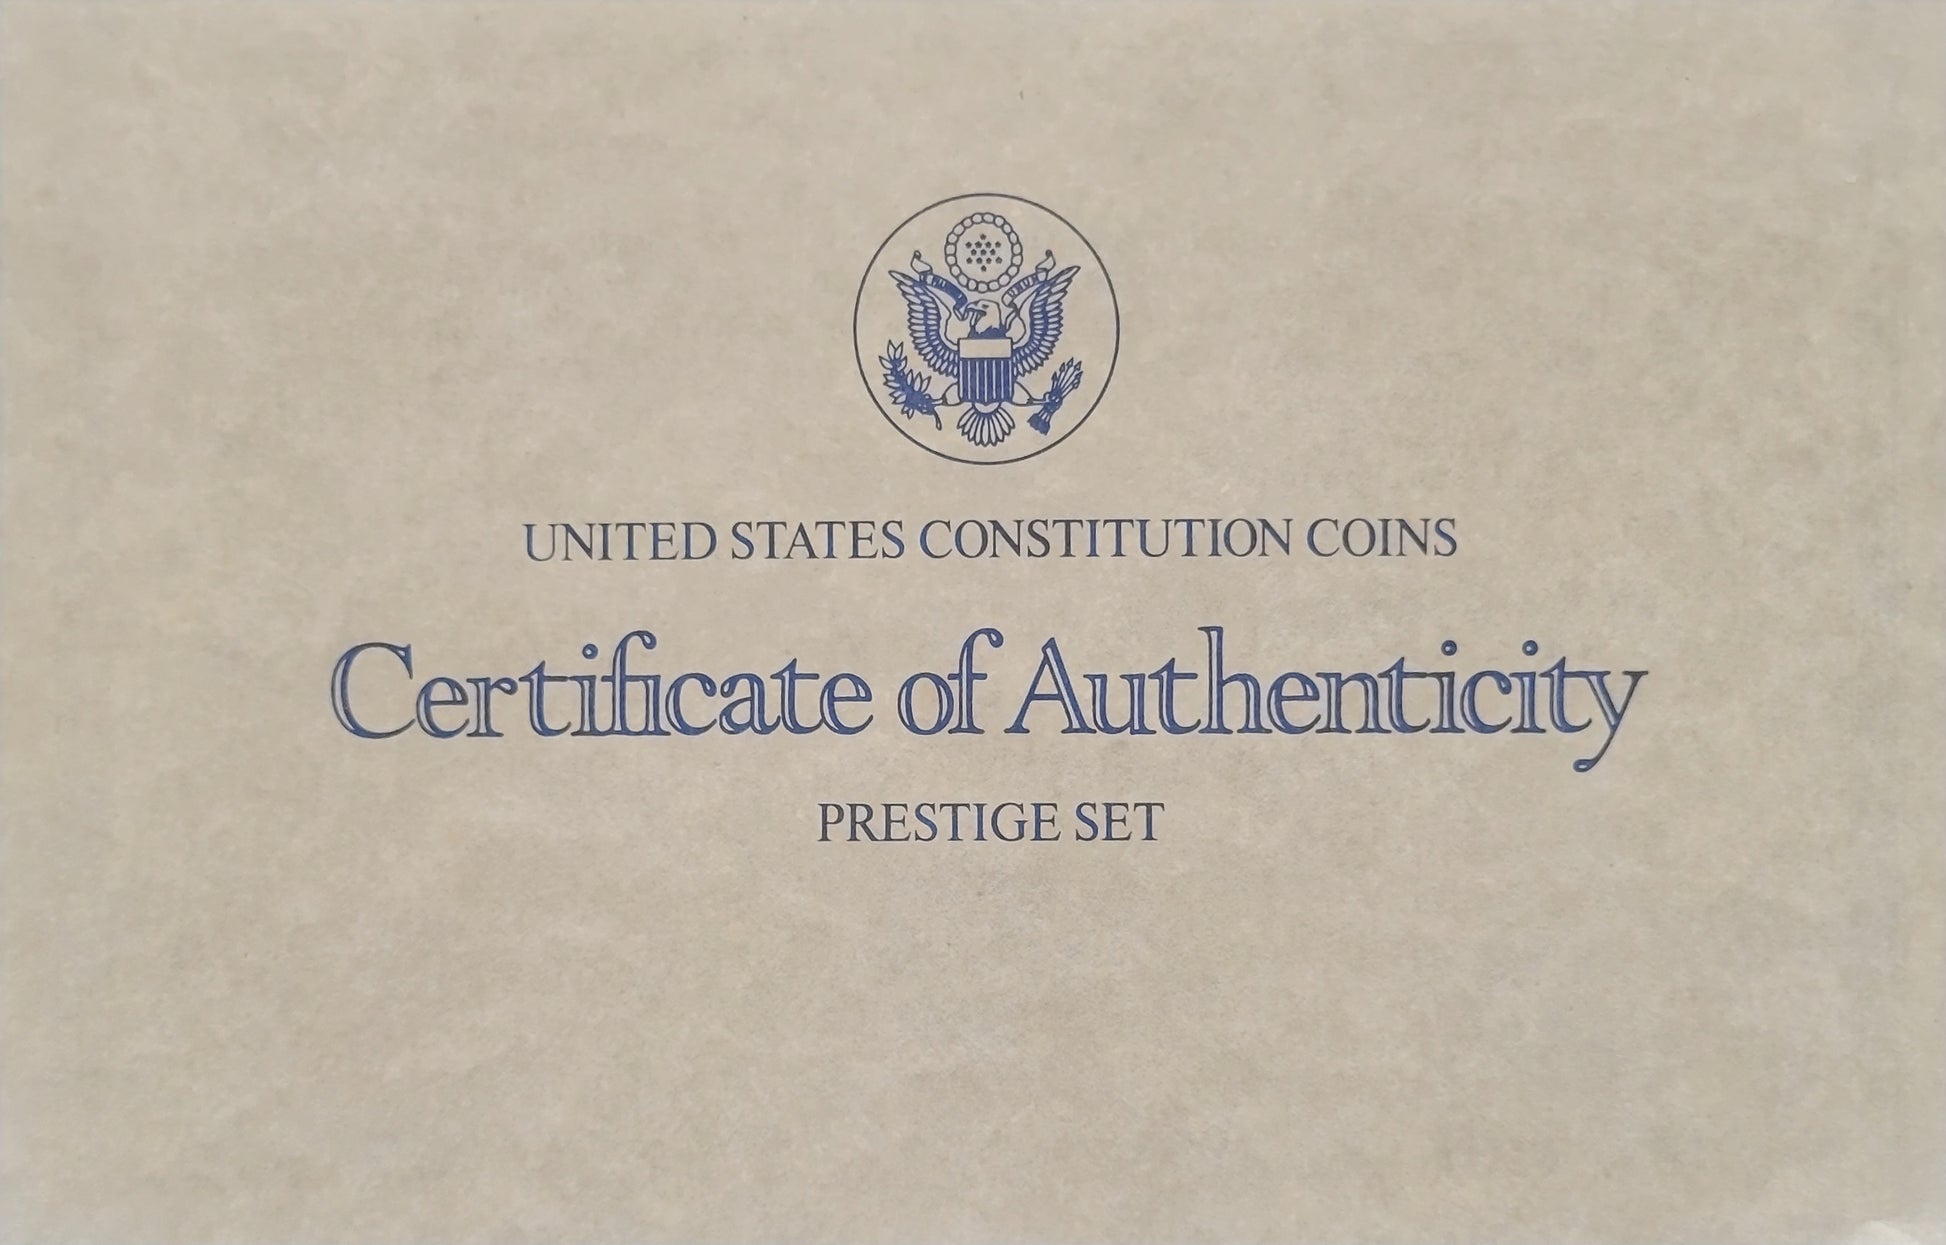 UNITED STATES CONSTITUTION COINS
Certificate of Authenticity
PRESTIGE SET